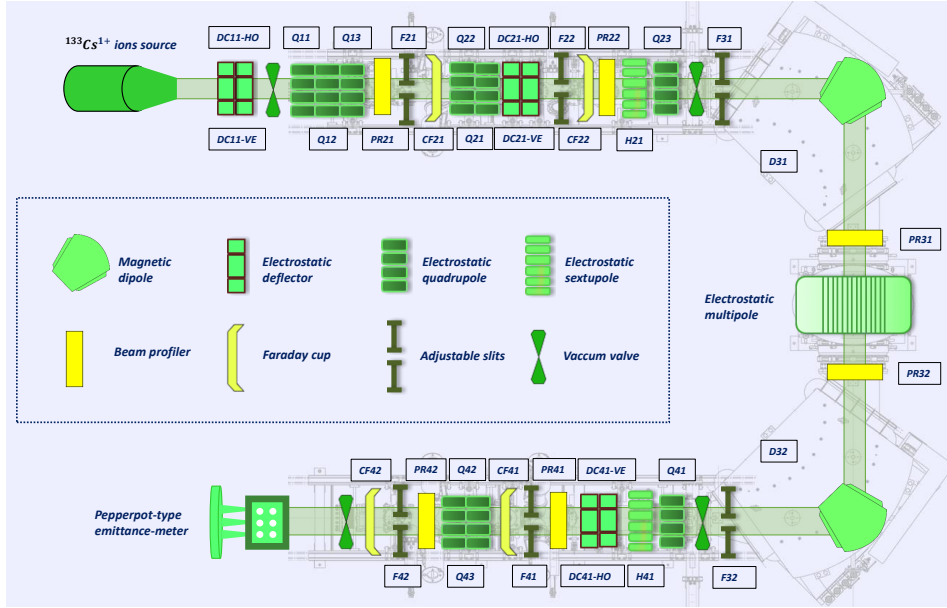 ¹³³Cs¹⁺ ions source
DC11-HO
Q11
Q13
F21
Q22
DC21-HO
F22
PR22
Q23
F31
DC11-VE
Q12
PR21
CF21
Q21
DC21-VE
CF22
H21
D31
PR31
Magnetic
dipole
Electrostatic
deflector
Electrostatic
quadrupole
Electrostatic
sextupole
Electrostatic
multipole
Beam profiler
Faraday cup
Adjustable slits
Vaccum valve
PR32
D32
CF42
PR42
Q42
CF41
PR41
DC41-VE
Q41
Pepperpot-type
emittance-meter
F42
Q43
F41
DC41-HO
H41
F32